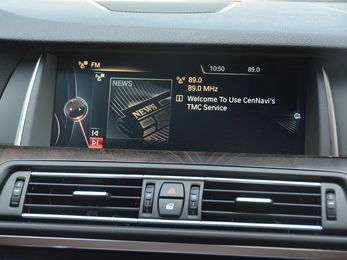 FM
10:50
89.0
NEWS
89.0
89.0 MHz
Welcome To Use CenNavi's
TMC Service
NEWS